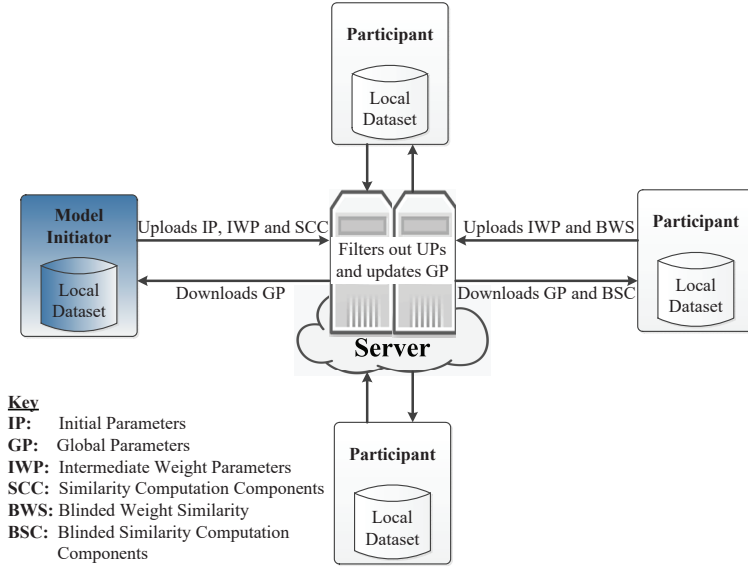 Participant
Local
Dataset
Model
Initiator
Local
Dataset
Uploads IP, IWP and SCC
Downloads GP
Filters out UPs
and updates GP
Server
Uploads IWP and BWS
Downloads GP and BSC
Participant
Local
Dataset
Participant
Local
Dataset
Key
IP: Initial Parameters
GP: Global Parameters
IWP: Intermediate Weight Parameters
SCC: Similarity Computation Components
BWS: Blinded Weight Similarity
BSC: Blinded Similarity Computation
Components